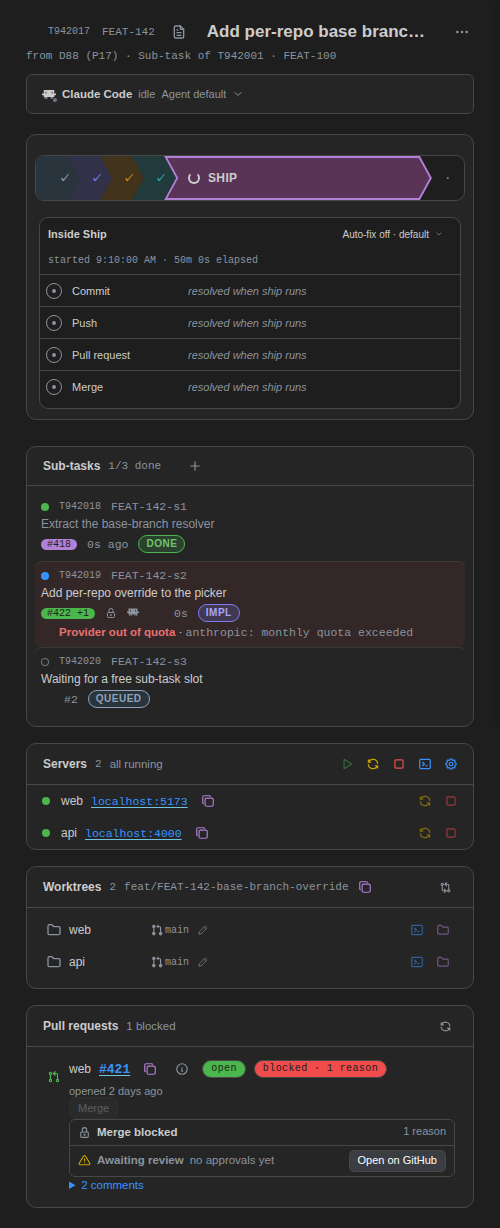 T942017 FEAT-142 Add per-repo base branc…
from D88 (P17) · Sub-task of T942001 · FEAT-100
Claude Code idle Agent default
SHIP
Inside Ship Auto-fix off · default
started 9:10:00 AM · 50m 0s elapsed
Commit resolved when ship runs
Push resolved when ship runs
Pull request resolved when ship runs
Merge resolved when ship runs
Sub-tasks 1/3 done
T942018 FEAT-142-s1
Extract the base-branch resolver
#418 0s ago DONE
T942019 FEAT-142-s2
Add per-repo override to the picker
#422 +1 0s IMPL
Provider out of quota · anthropic: monthly quota exceeded
T942020 FEAT-142-s3
Waiting for a free sub-task slot
#2 QUEUED
Servers 2 all running
web localhost:5173
api localhost:4000
Worktrees 2 feat/FEAT-142-base-branch-override
web main
api main
Pull requests 1 blocked
web #421 open blocked · 1 reason
opened 2 days ago
Merge
Merge blocked 1 reason
Awaiting review no approvals yet Open on GitHub
2 comments